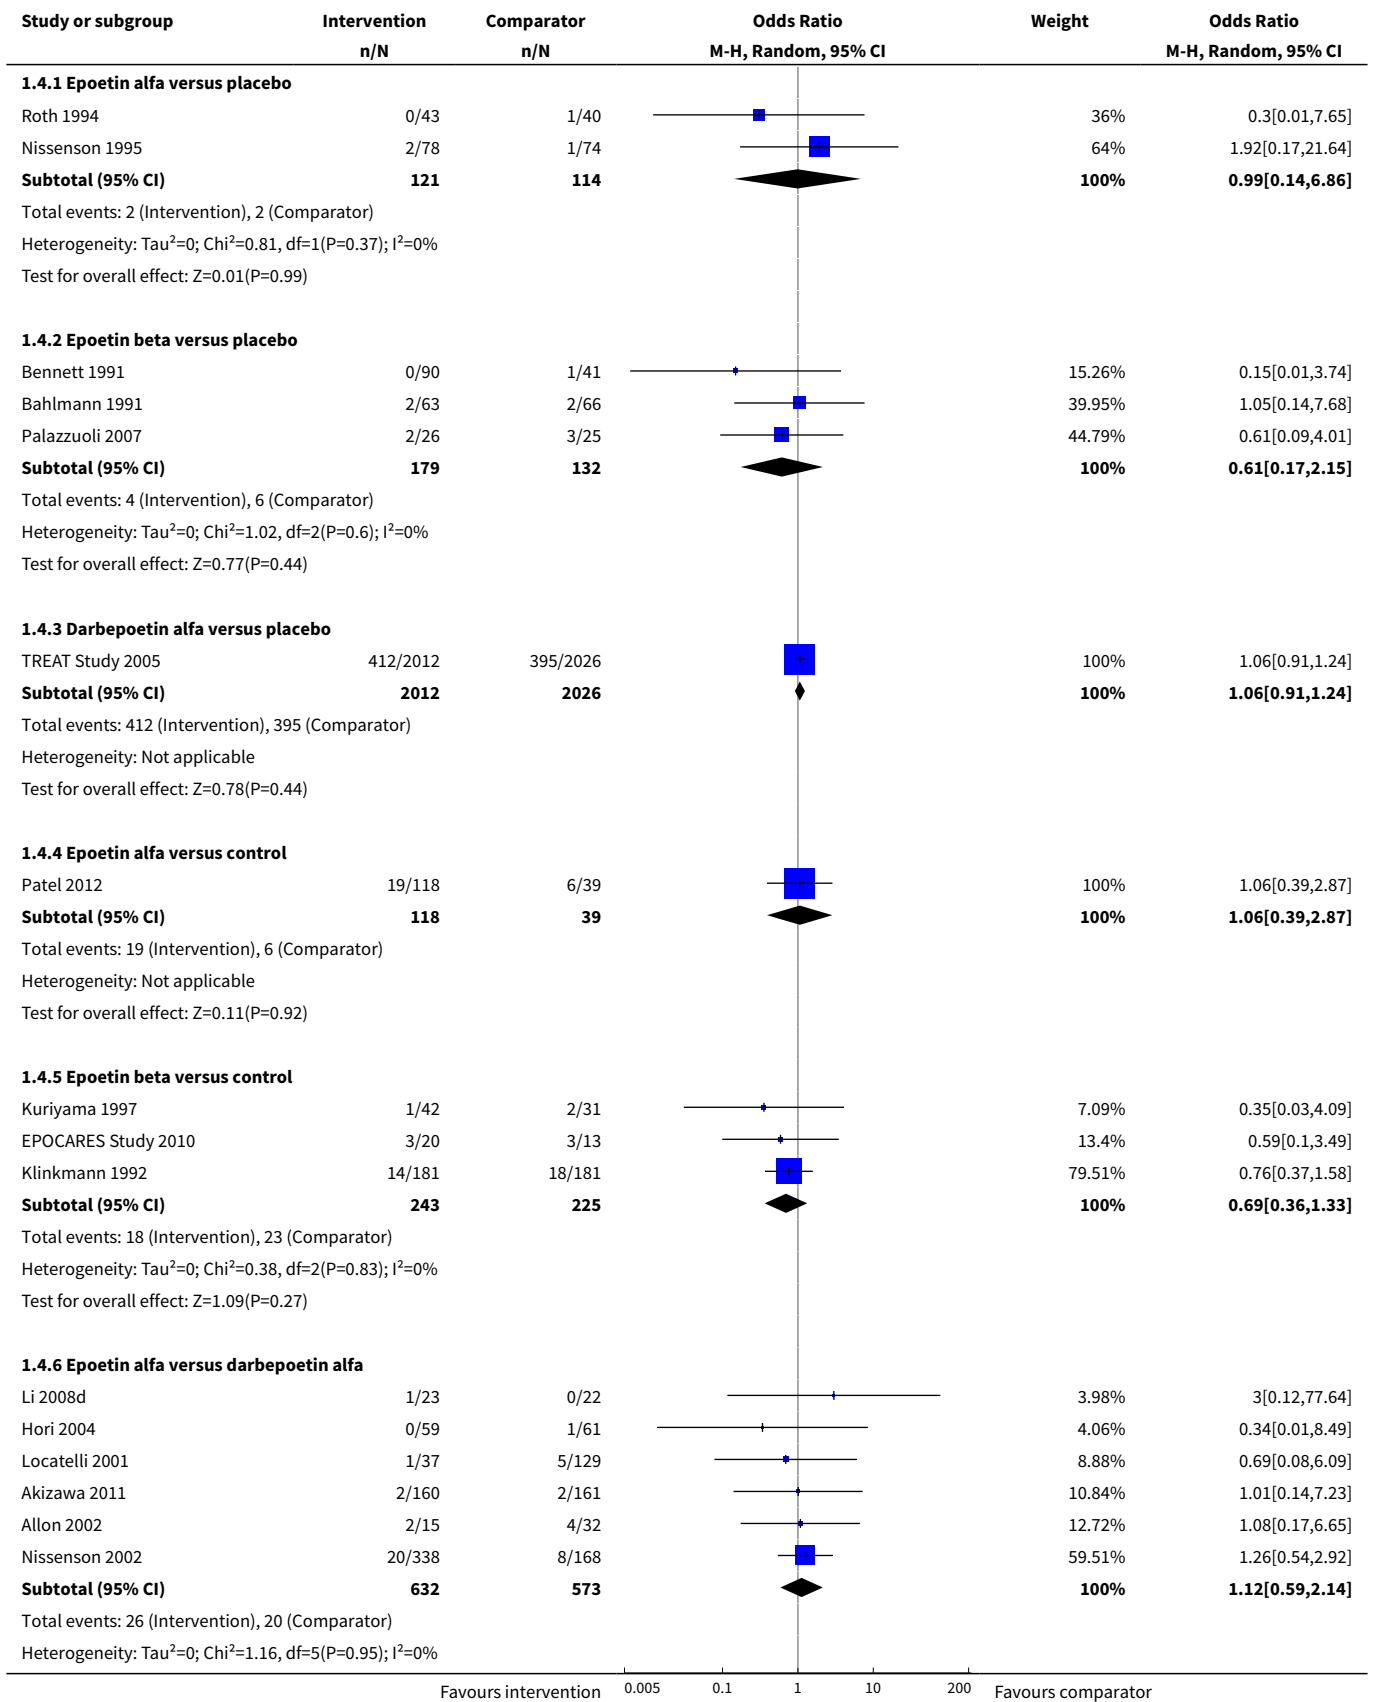 Study or subgroup Intervention Comparator Odds Ratio Weight Odds Ratio
n/N n/N M-H, Random, 95% CI M-H, Random, 95% CI
1.4.1 Epoetin alfa versus placebo
Roth 1994 0/43 1/40 36% 0.3[0.01,7.65]
Nissenson 1995 2/78 1/74 64% 1.92[0.17,21.64]
Subtotal (95% CI) 121 114 100% 0.99[0.14,6.86]
Total events: 2 (Intervention), 2 (Comparator)
Heterogeneity: Tau²=0; Chi²=0.81, df=1(P=0.37); I²=0%
Test for overall effect: Z=0.01(P=0.99)
1.4.2 Epoetin beta versus placebo
Bennett 1991 0/90 1/41 15.26% 0.15[0.01,3.74]
Bahlmann 1991 2/63 2/66 39.95% 1.05[0.14,7.68]
Palazzuoli 2007 2/26 3/25 44.79% 0.61[0.09,4.01]
Subtotal (95% CI) 179 132 100% 0.61[0.17,2.15]
Total events: 4 (Intervention), 6 (Comparator)
Heterogeneity: Tau²=0; Chi²=1.02, df=2(P=0.6); I²=0%
Test for overall effect: Z=0.77(P=0.44)
1.4.3 Darbepoetin alfa versus placebo
TREAT Study 2005 412/2012 395/2026 100% 1.06[0.91,1.24]
Subtotal (95% CI) 2012 2026 100% 1.06[0.91,1.24]
Total events: 412 (Intervention), 395 (Comparator)
Heterogeneity: Not applicable
Test for overall effect: Z=0.78(P=0.44)
1.4.4 Epoetin alfa versus control
Patel 2012 19/118 6/39 100% 1.06[0.39,2.87]
Subtotal (95% CI) 118 39 100% 1.06[0.39,2.87]
Total events: 19 (Intervention), 6 (Comparator)
Heterogeneity: Not applicable
Test for overall effect: Z=0.11(P=0.92)
1.4.5 Epoetin beta versus control
Kuriyama 1997 1/42 2/31 7.09% 0.35[0.03,4.09]
EPOCARES Study 2010 3/20 3/13 13.4% 0.59[0.1,3.49]
Klinkmann 1992 14/181 18/181 79.51% 0.76[0.37,1.58]
Subtotal (95% CI) 243 225 100% 0.69[0.36,1.33]
Total events: 18 (Intervention), 23 (Comparator)
Heterogeneity: Tau²=0; Chi²=0.38, df=2(P=0.83); I²=0%
Test for overall effect: Z=1.09(P=0.27)
1.4.6 Epoetin alfa versus darbepoetin alfa
Li 2008d 1/23 0/22 3.98% 3[0.12,77.64]
Hori 2004 0/59 1/61 4.06% 0.34[0.01,8.49]
Locatelli 2001 1/37 5/129 8.88% 0.69[0.08,6.09]
Akizawa 2011 2/160 2/161 10.84% 1.01[0.14,7.23]
Allon 2002 2/15 4/32 12.72% 1.08[0.17,6.65]
Nissenson 2002 20/338 8/168 59.51% 1.26[0.54,2.92]
Subtotal (95% CI) 632 573 100% 1.12[0.59,2.14]
Total events: 26 (Intervention), 20 (Comparator)
Heterogeneity: Tau²=0; Chi²=1.16, df=5(P=0.95); I²=0%
Favours intervention 0.005 0.1 1 10 200 Favours comparator